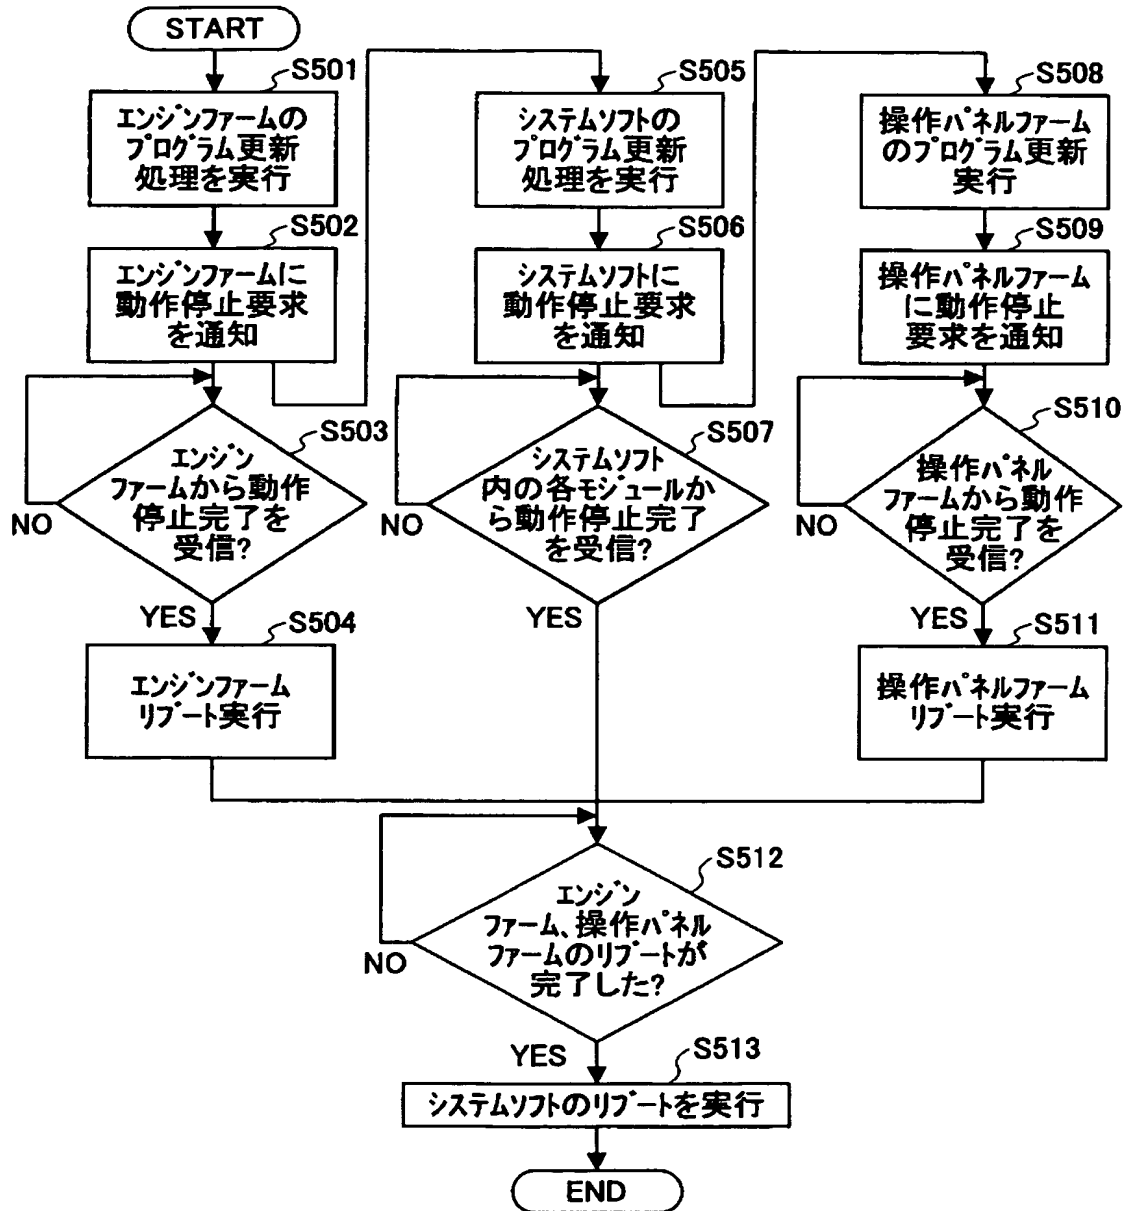 START
S501
エンジンファームの
プログラム更新
処理を実行
S502
エンジンファームに
動作停止要求
を通知
S503
エンジン
ファームから動作
停止完了を
受信?
NO
YES
S504
エンジンファーム
リブート実行
S505
システムソフトの
プログラム更新
処理を実行
S506
システムソフトに
動作停止要求
を通知
S507
システムソフト
内の各モジュールか
ら動作停止完了
を受信?
NO
YES
S508
操作パネルファーム
のプログラム更新
実行
S509
操作パネルファーム
に動作停止
要求を通知
S510
操作パネル
ファームから動作
停止完了を
受信?
NO
YES
S511
操作パネルファーム
リブート実行
S512
エンジン
ファーム、操作パネル
ファームのリブートが
完了した?
NO
YES
S513
システムソフトのリブートを実行
END